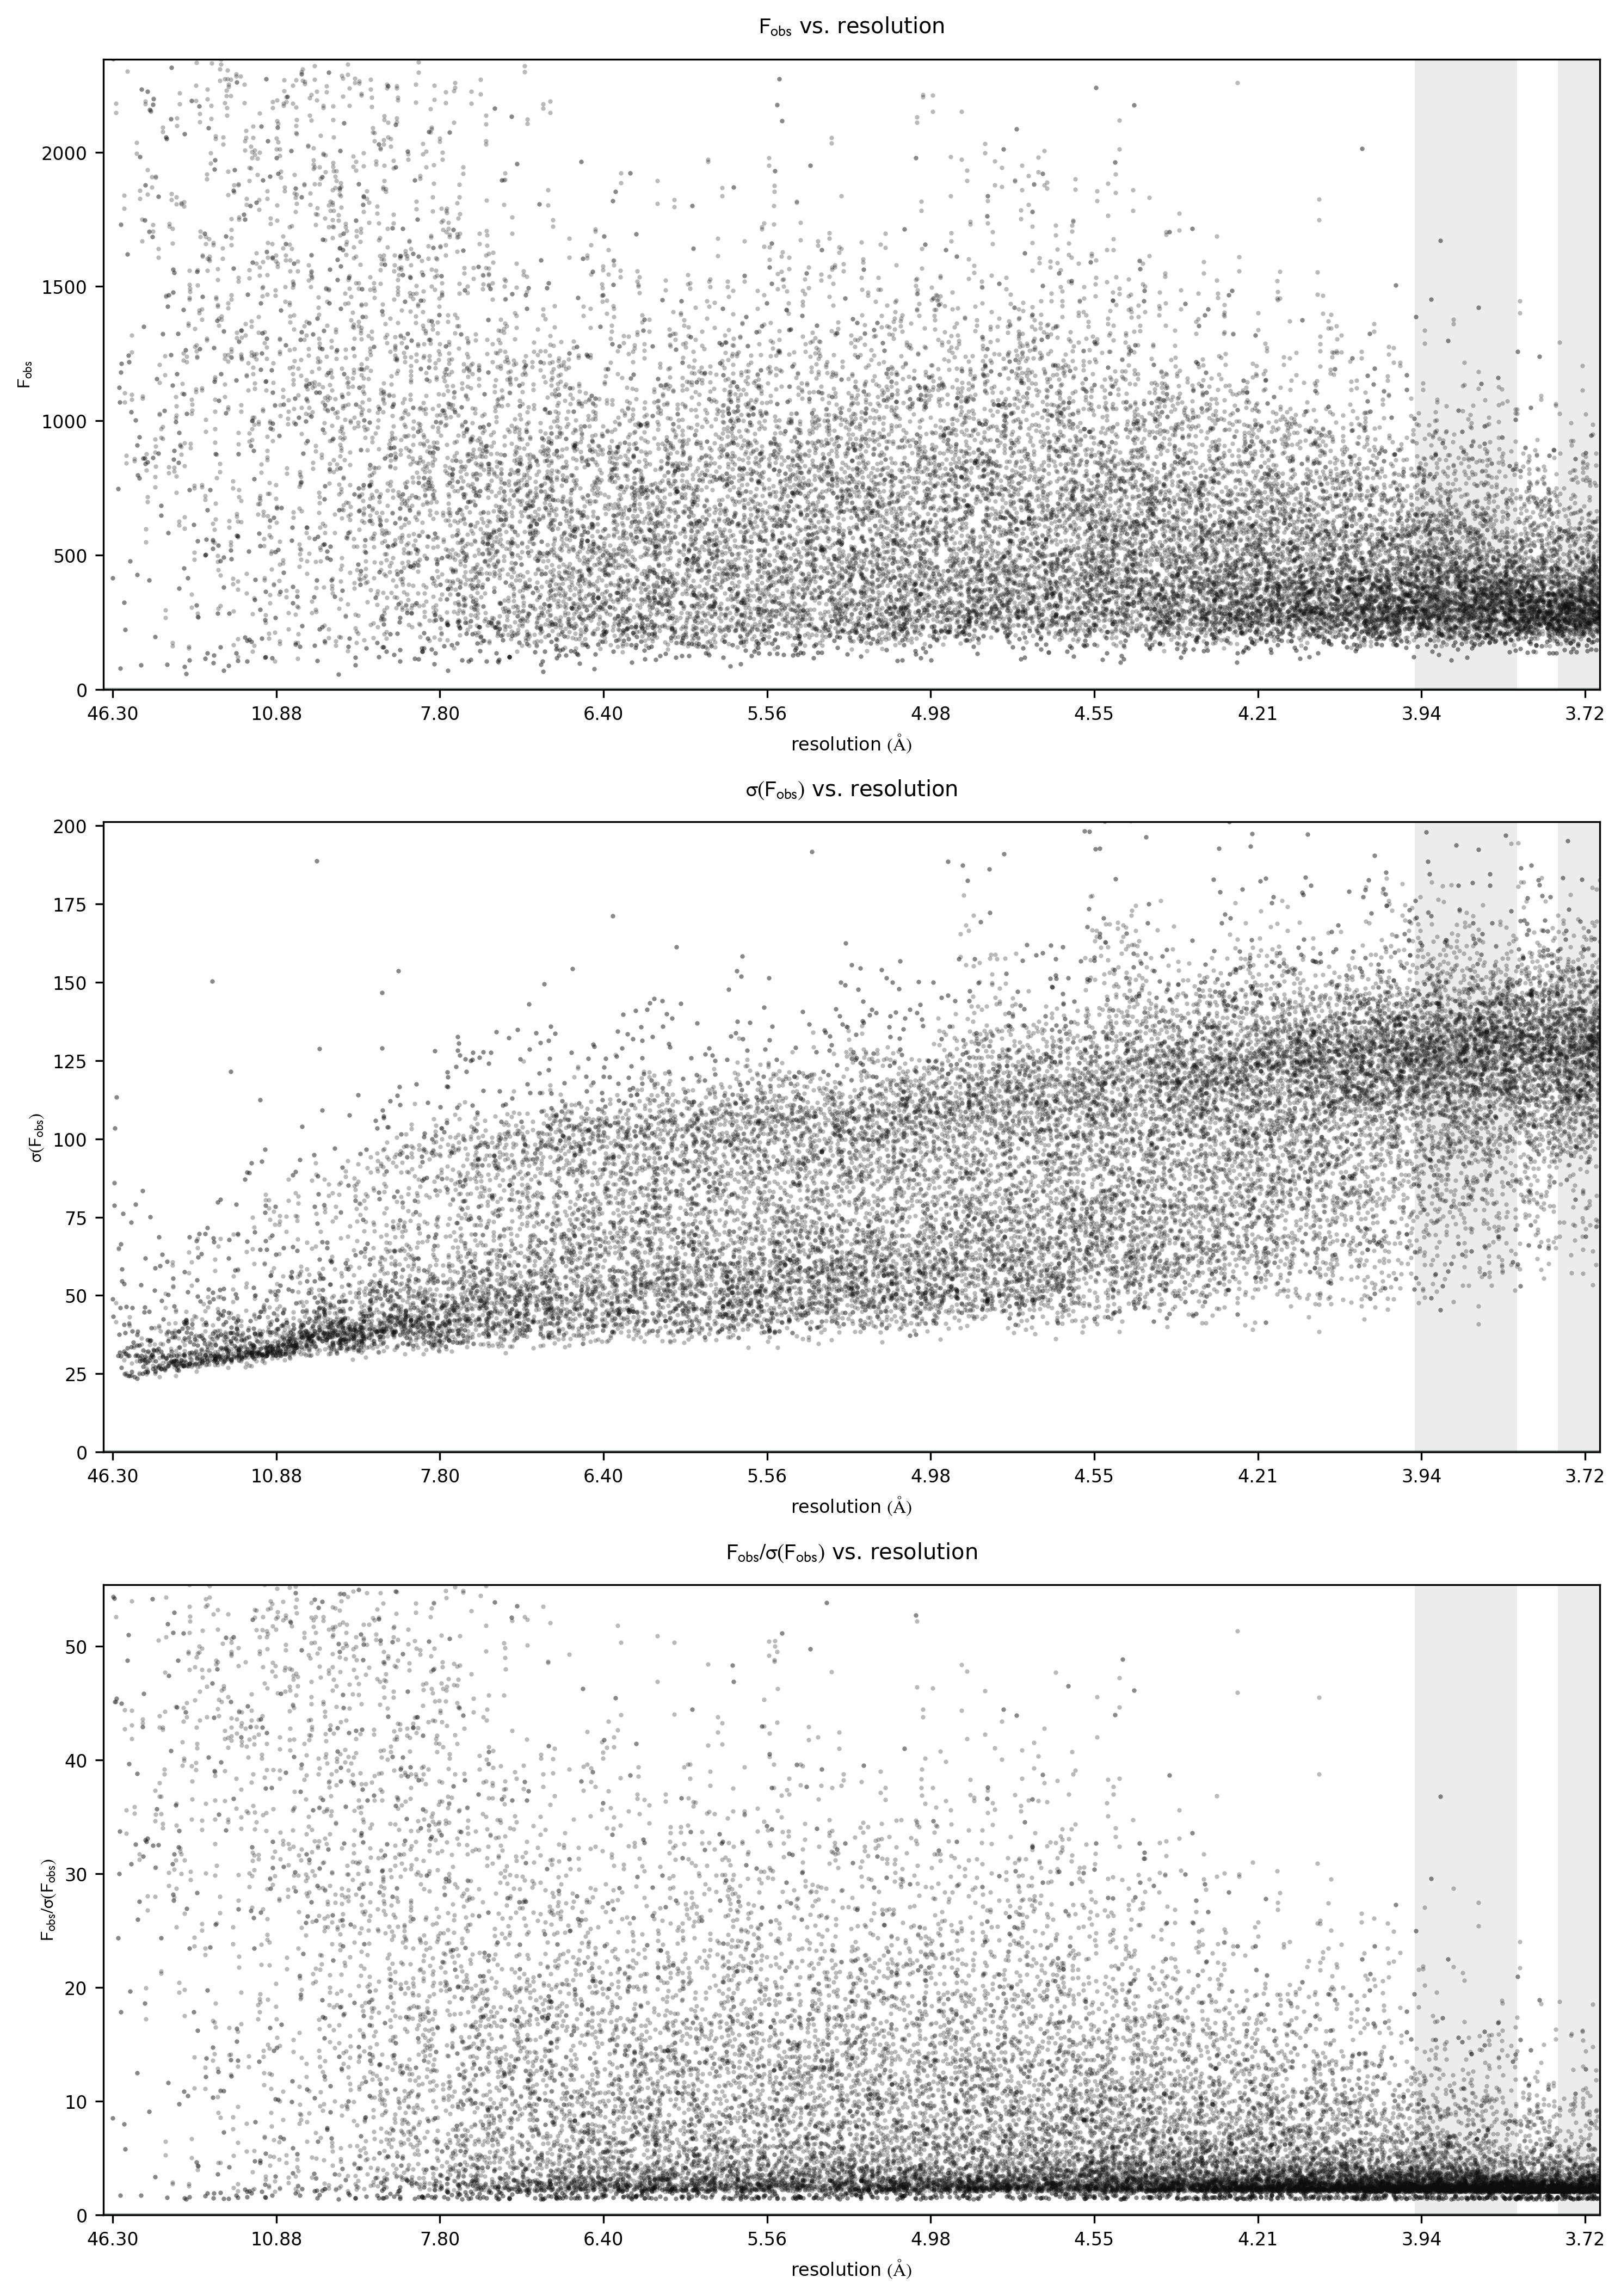 Fobs vs. resolution
Fobs
2000
1500
1000
500
0
46.30 10.88 7.80 6.40 5.56 4.98 4.55 4.21 3.94 3.72
resolution (Å)
σ(Fobs) vs. resolution
σ(Fobs)
200
175
150
125
100
75
50
25
0
46.30 10.88 7.80 6.40 5.56 4.98 4.55 4.21 3.94 3.72
resolution (Å)
Fobs/σ(Fobs) vs. resolution
Fobs/σ(Fobs)
50
40
30
20
10
0
46.30 10.88 7.80 6.40 5.56 4.98 4.55 4.21 3.94 3.72
resolution (Å)